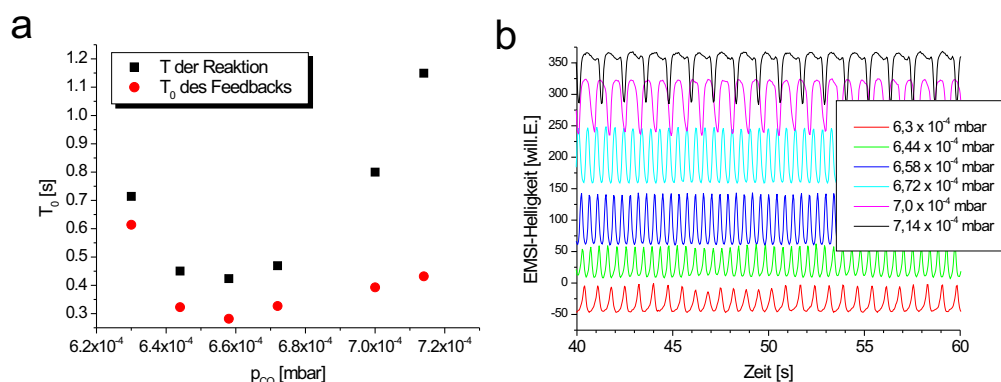 a
T₀ [s]
1.2
1.1
1.0
0.9
0.8
0.7
0.6
0.5
0.4
0.3
T der Reaktion
T₀ des Feedbacks
6.2x10⁻⁴ 6.4x10⁻⁴ 6.6x10⁻⁴ 6.8x10⁻⁴ 7.0x10⁻⁴ 7.2x10⁻⁴
p_CO [mbar]
b
EMSI-Helligkeit [will.E.]
350
300
250
200
150
100
50
0
-50
6,3 x 10⁻⁴ mbar
6,44 x 10⁻⁴ mbar
6,58 x 10⁻⁴ mbar
6,72 x 10⁻⁴ mbar
7,0 x 10⁻⁴ mbar
7,14 x 10⁻⁴ mbar
40 45 50 55 60
Zeit [s]